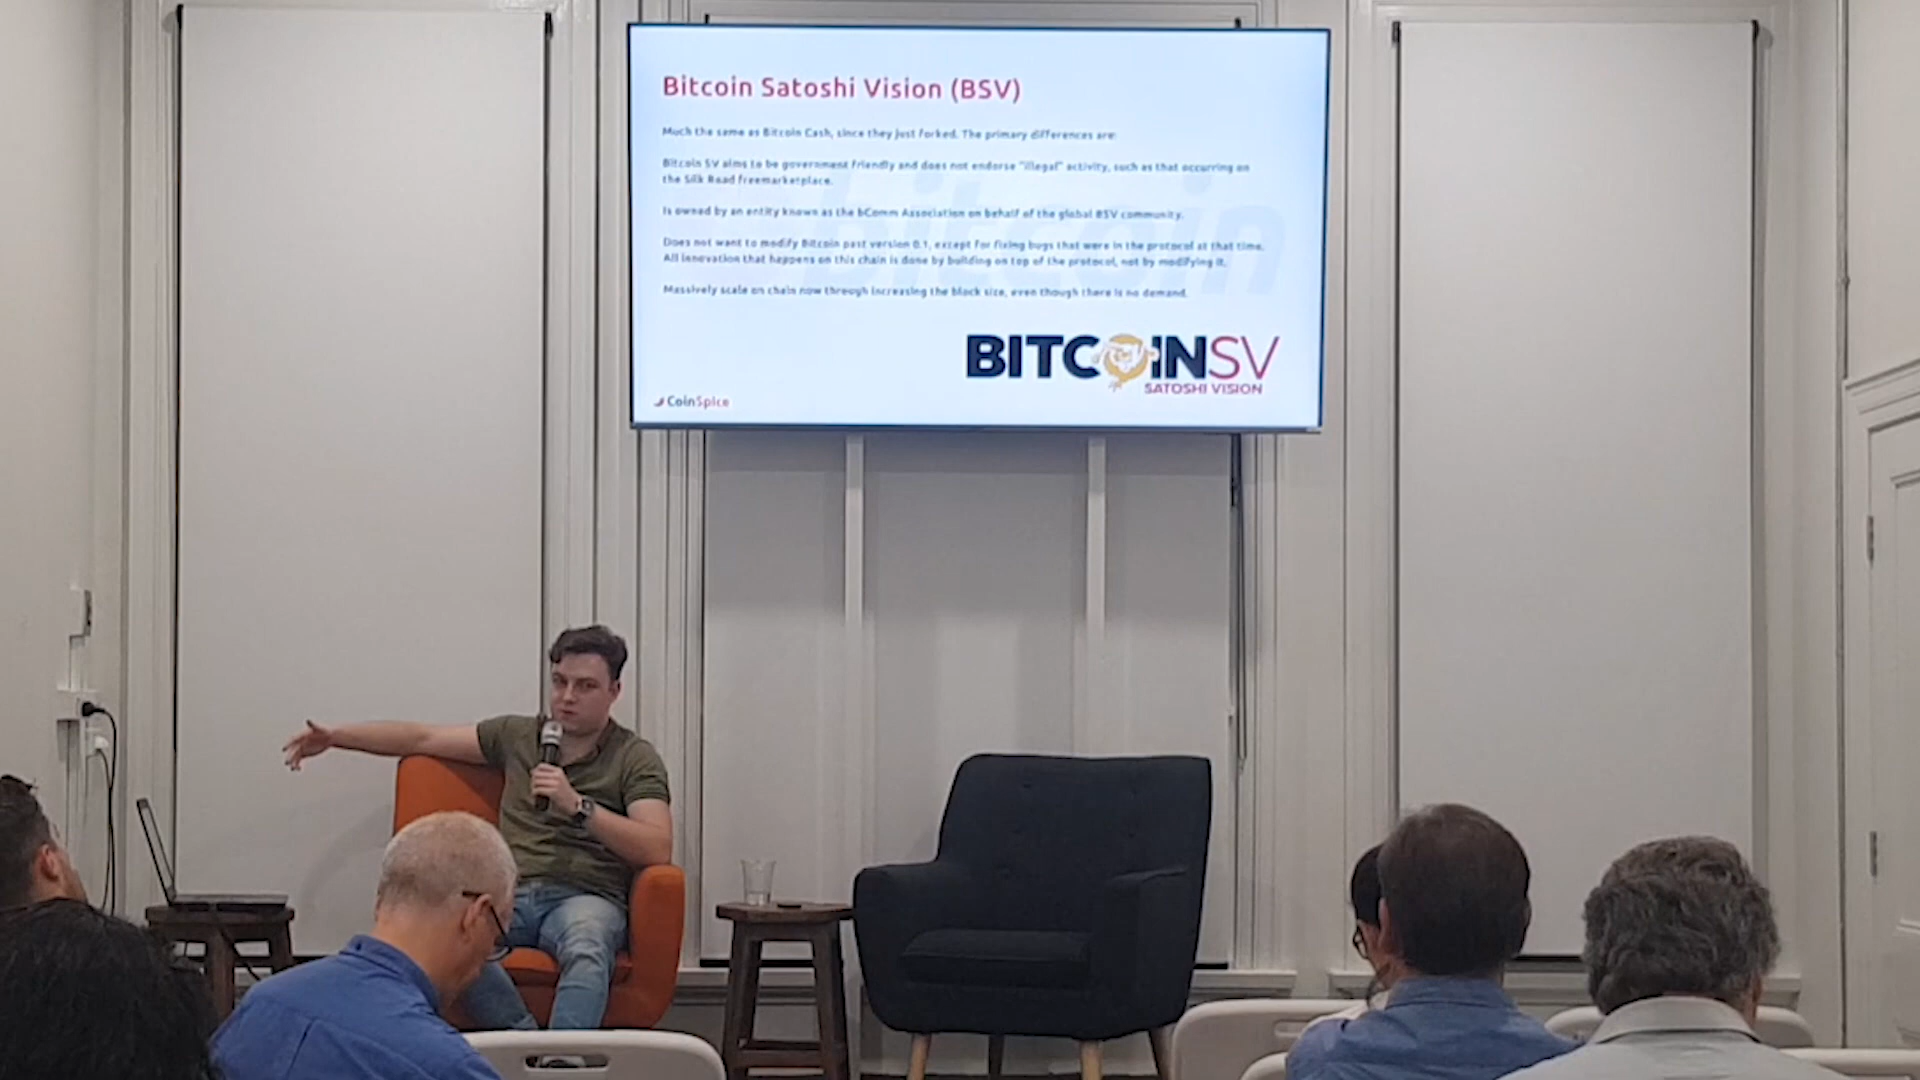 Bitcoin Satoshi Vision (BSV)
Much the same as Bitcoin Cash, since they just forked. The primary differences are:
Bitcoin SV aims to be government friendly and does not endorse "illegal" activity, such as that occurring on
the Silk Road freemarketplace.
Is owned by an entity known as the bComm Association on behalf of the global BSV community.
Does not want to modify Bitcoin past version 0.1, except for fixing bugs that were in the protocol at that time.
All innovation that happens on this chain is done by building on top of the protocol, not by modifying it.
Massively scale on chain now through increasing the block size, even though there is no demand.
bitcoin
BITCOINSV
SATOSHI VISION
CoinSpice